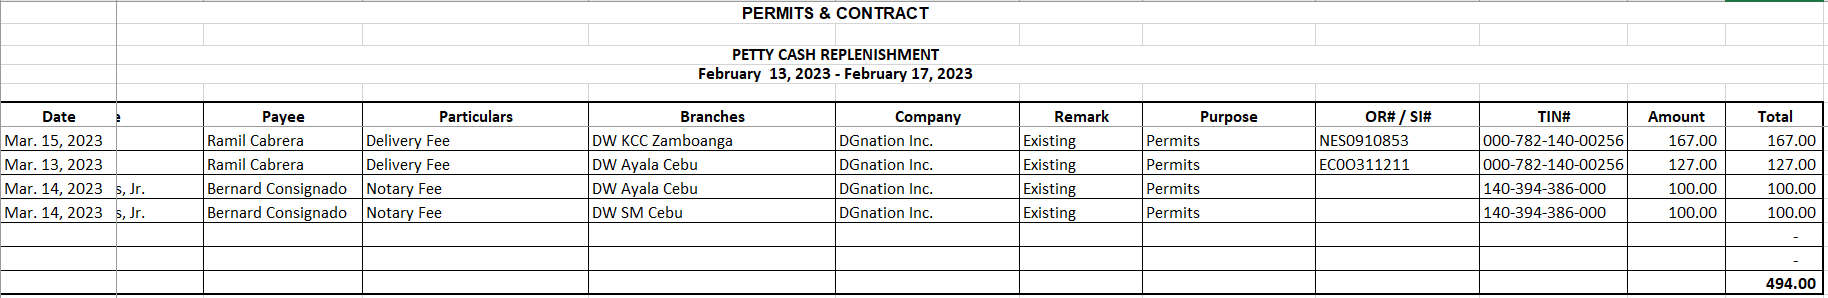 PERMITS & CONTRACT
PETTY CASH REPLENISHMENT
February 13, 2023 - February 17, 2023
Date Payee Particulars Branches Company Remark Purpose OR# / SI# TIN# Amount Total
Mar. 15, 2023 Ramil Cabrera Delivery Fee DW KCC Zamboanga DGnation Inc. Existing Permits NES0910853 000-782-140-00256 167.00 167.00
Mar. 13, 2023 Ramil Cabrera Delivery Fee DW Ayala Cebu DGnation Inc. Existing Permits ECOO311211 000-782-140-00256 127.00 127.00
Mar. 14, 2023 s, Jr. Bernard Consignado Notary Fee DW Ayala Cebu DGnation Inc. Existing Permits 140-394-386-000 100.00 100.00
Mar. 14, 2023 s, Jr. Bernard Consignado Notary Fee DW SM Cebu DGnation Inc. Existing Permits 140-394-386-000 100.00 100.00
-
-
494.00